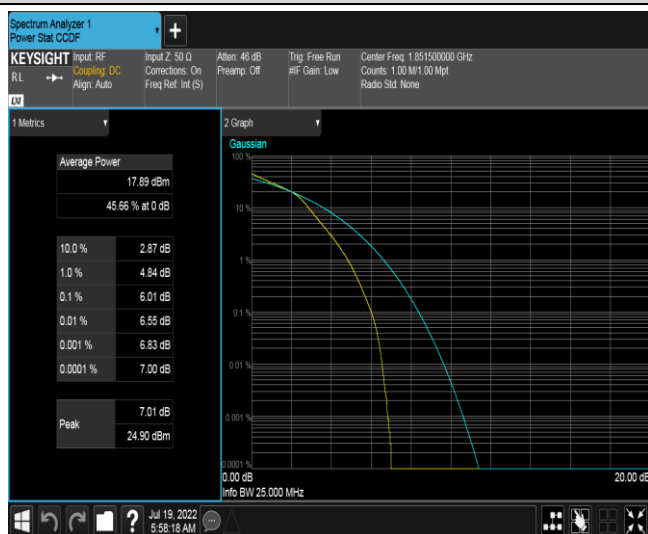 Spectrum Analyzer 1
Power Stat CCDF
+
KEYSIGHT
RL
LXI
Input: RF
Coupling: DC
Align: Auto
Input Z: 50 Ω
Corrections: On
Freq Ref: Int (S)
Atten: 46 dB
Preamp: Off
Trig: Free Run
#IF Gain: Low
Center Freq: 1.851500000 GHz
Counts: 1.00 M/1.00 Mpt
Radio Std: None
1 Metrics
Average Power
17.89 dBm
45.66 % at 0 dB
10.0 % 2.87 dB
1.0 % 4.84 dB
0.1 % 6.01 dB
0.01 % 6.55 dB
0.001 % 6.83 dB
0.0001 % 7.00 dB
Peak
7.01 dB
24.90 dBm
2 Graph
Gaussian
100 %
10 %
1 %
0.1 %
0.01 %
0.001 %
0.0001 %
0.00 dB 20.00 dB
Info BW 25.000 MHz
?
Jul 19, 2022
5:58:18 AM